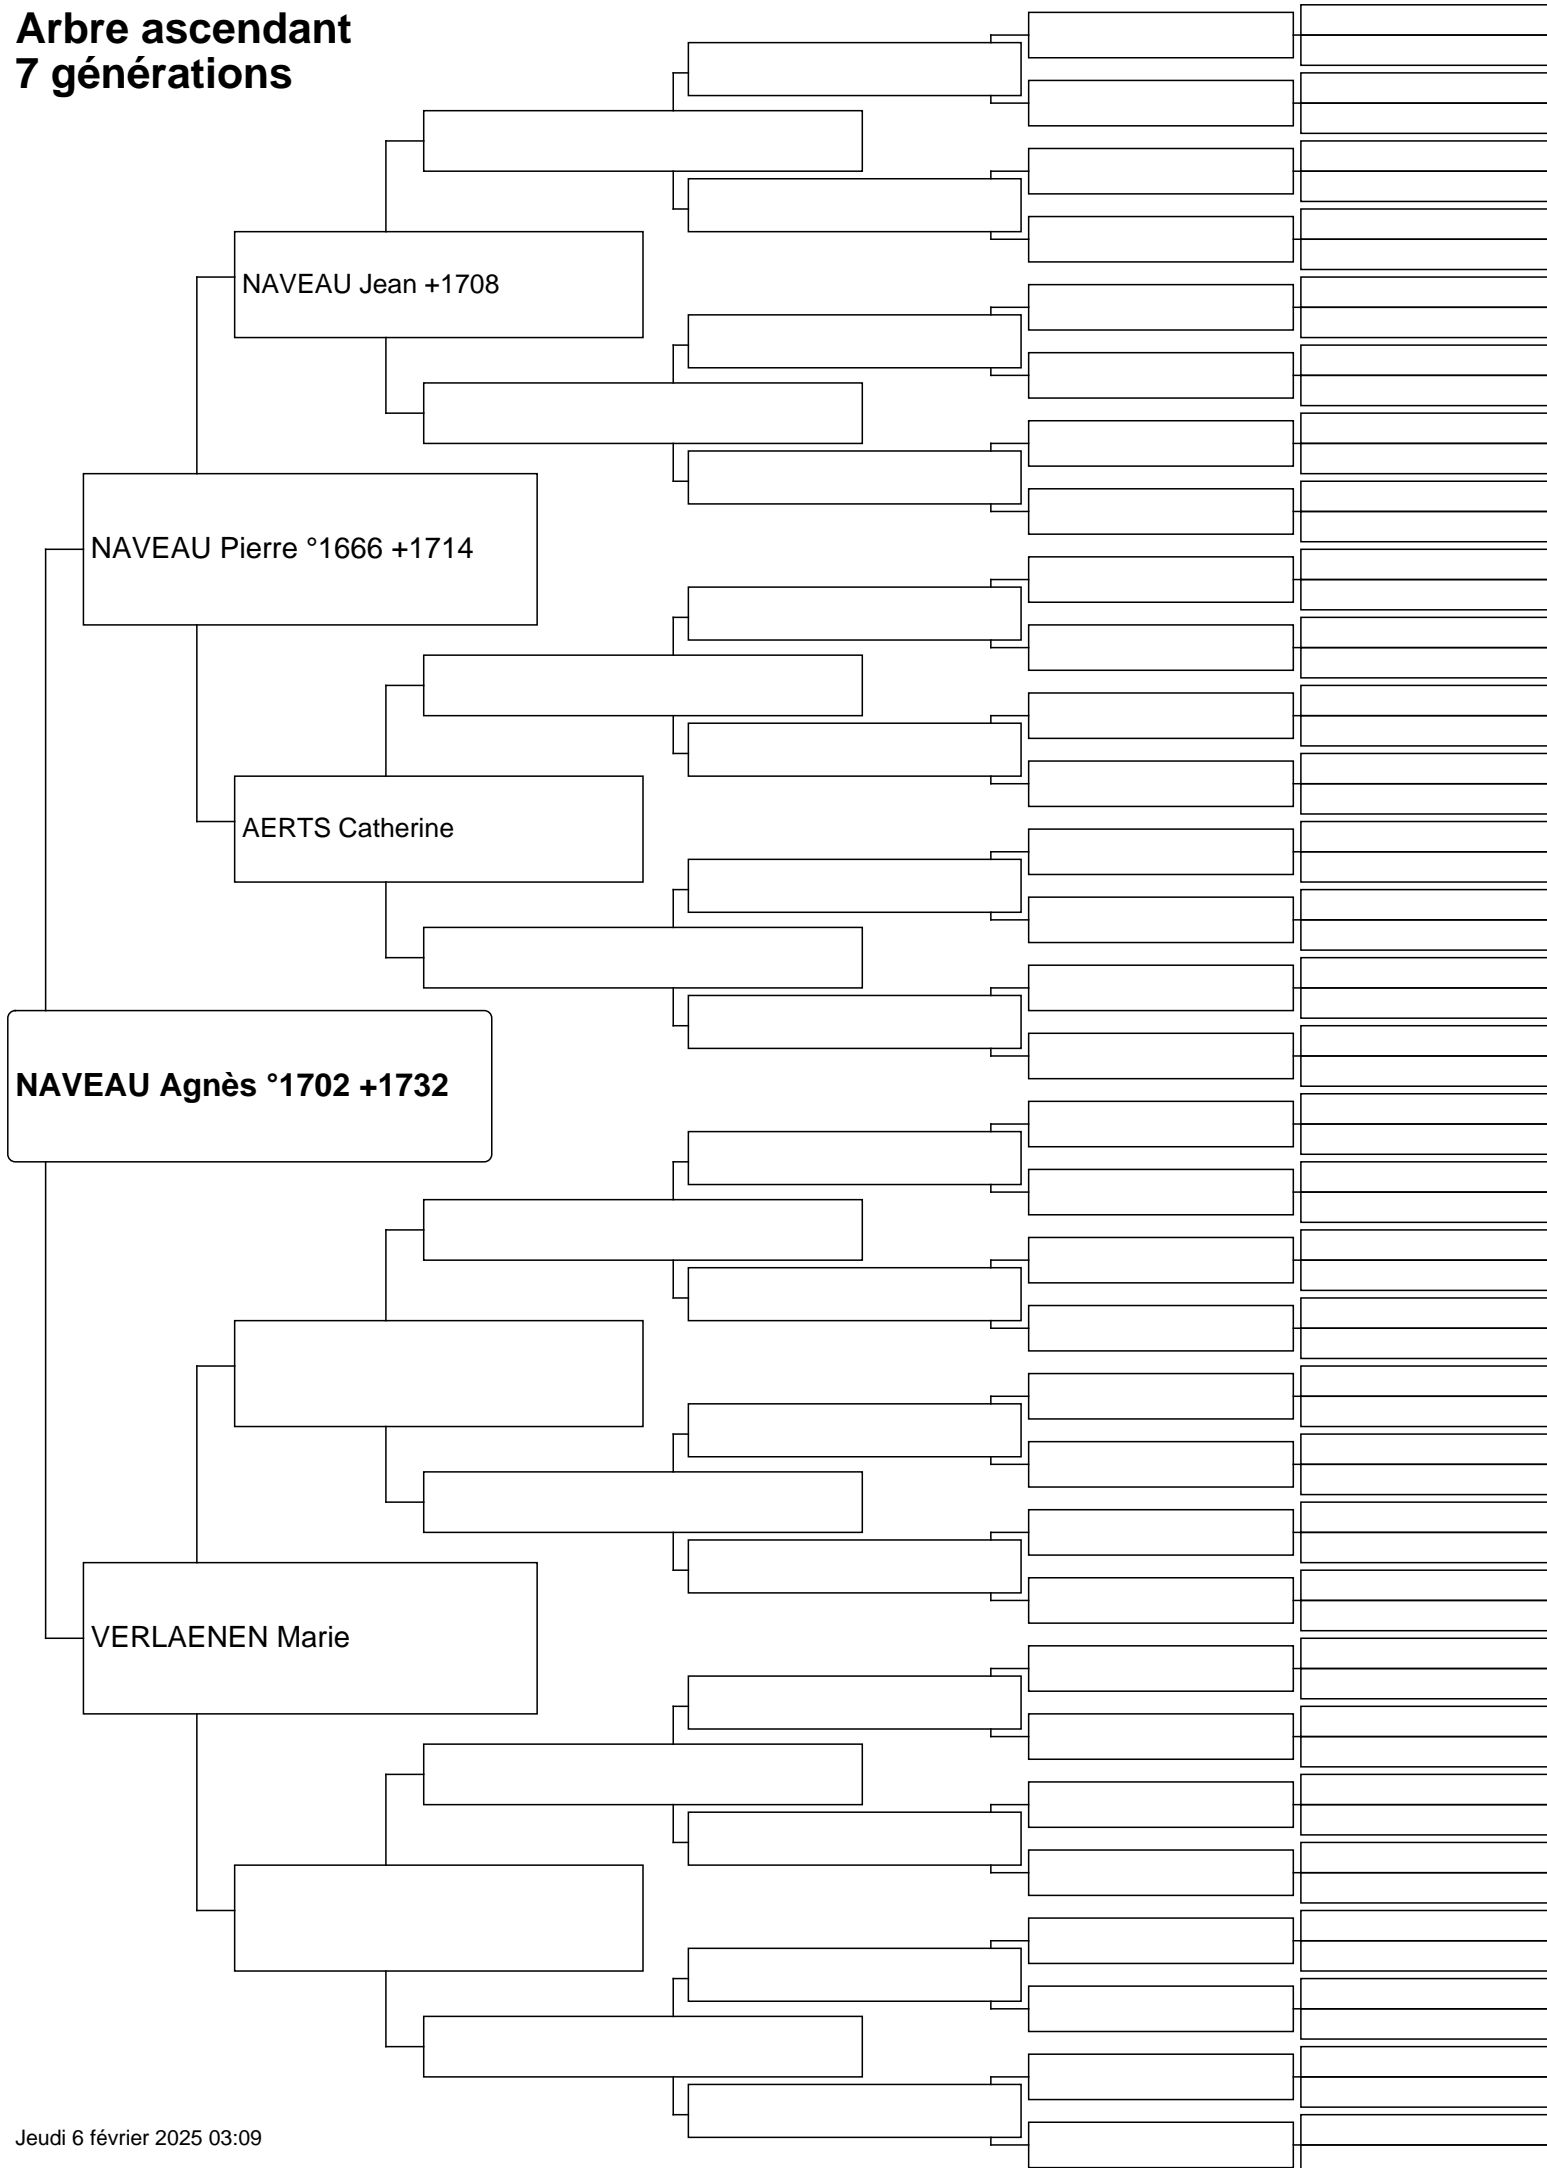 Arbre ascendant
7 générations
NAVEAU Jean +1708
NAVEAU Pierre °1666 +1714
AERTS Catherine
NAVEAU Agnès °1702 +1732
VERLAENEN Marie
Jeudi 6 février 2025 03:09